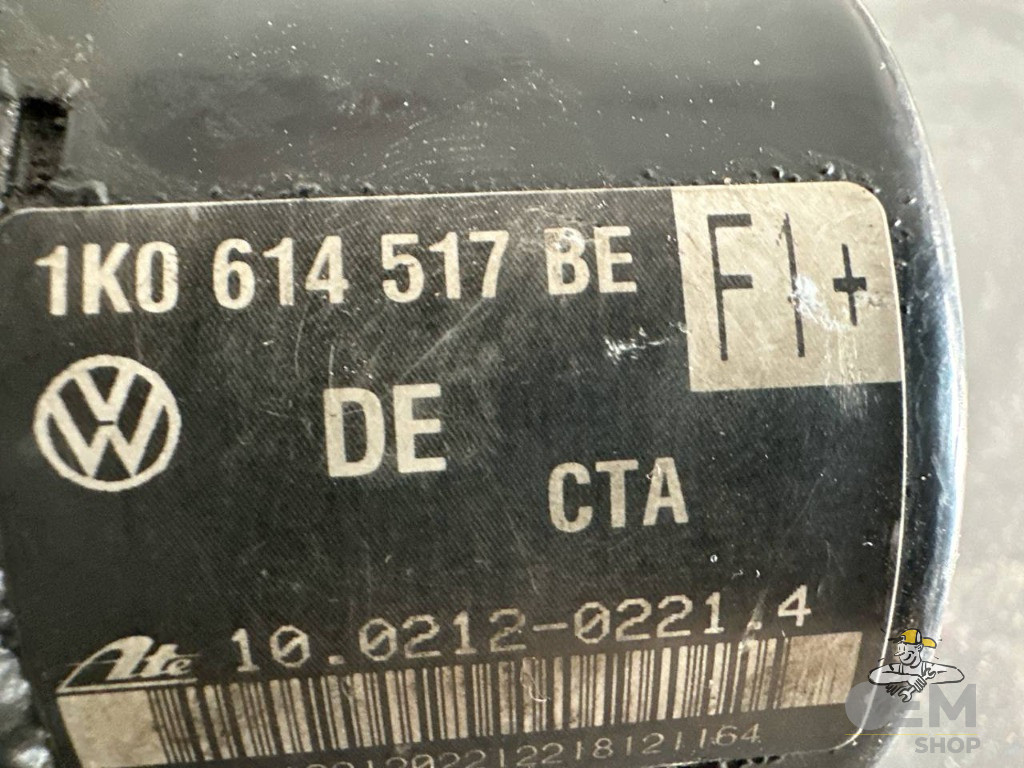 1K0 614 517 BE
F1+
DE
CTA
Ate 10.0212-0221.4
OEM
SHOP